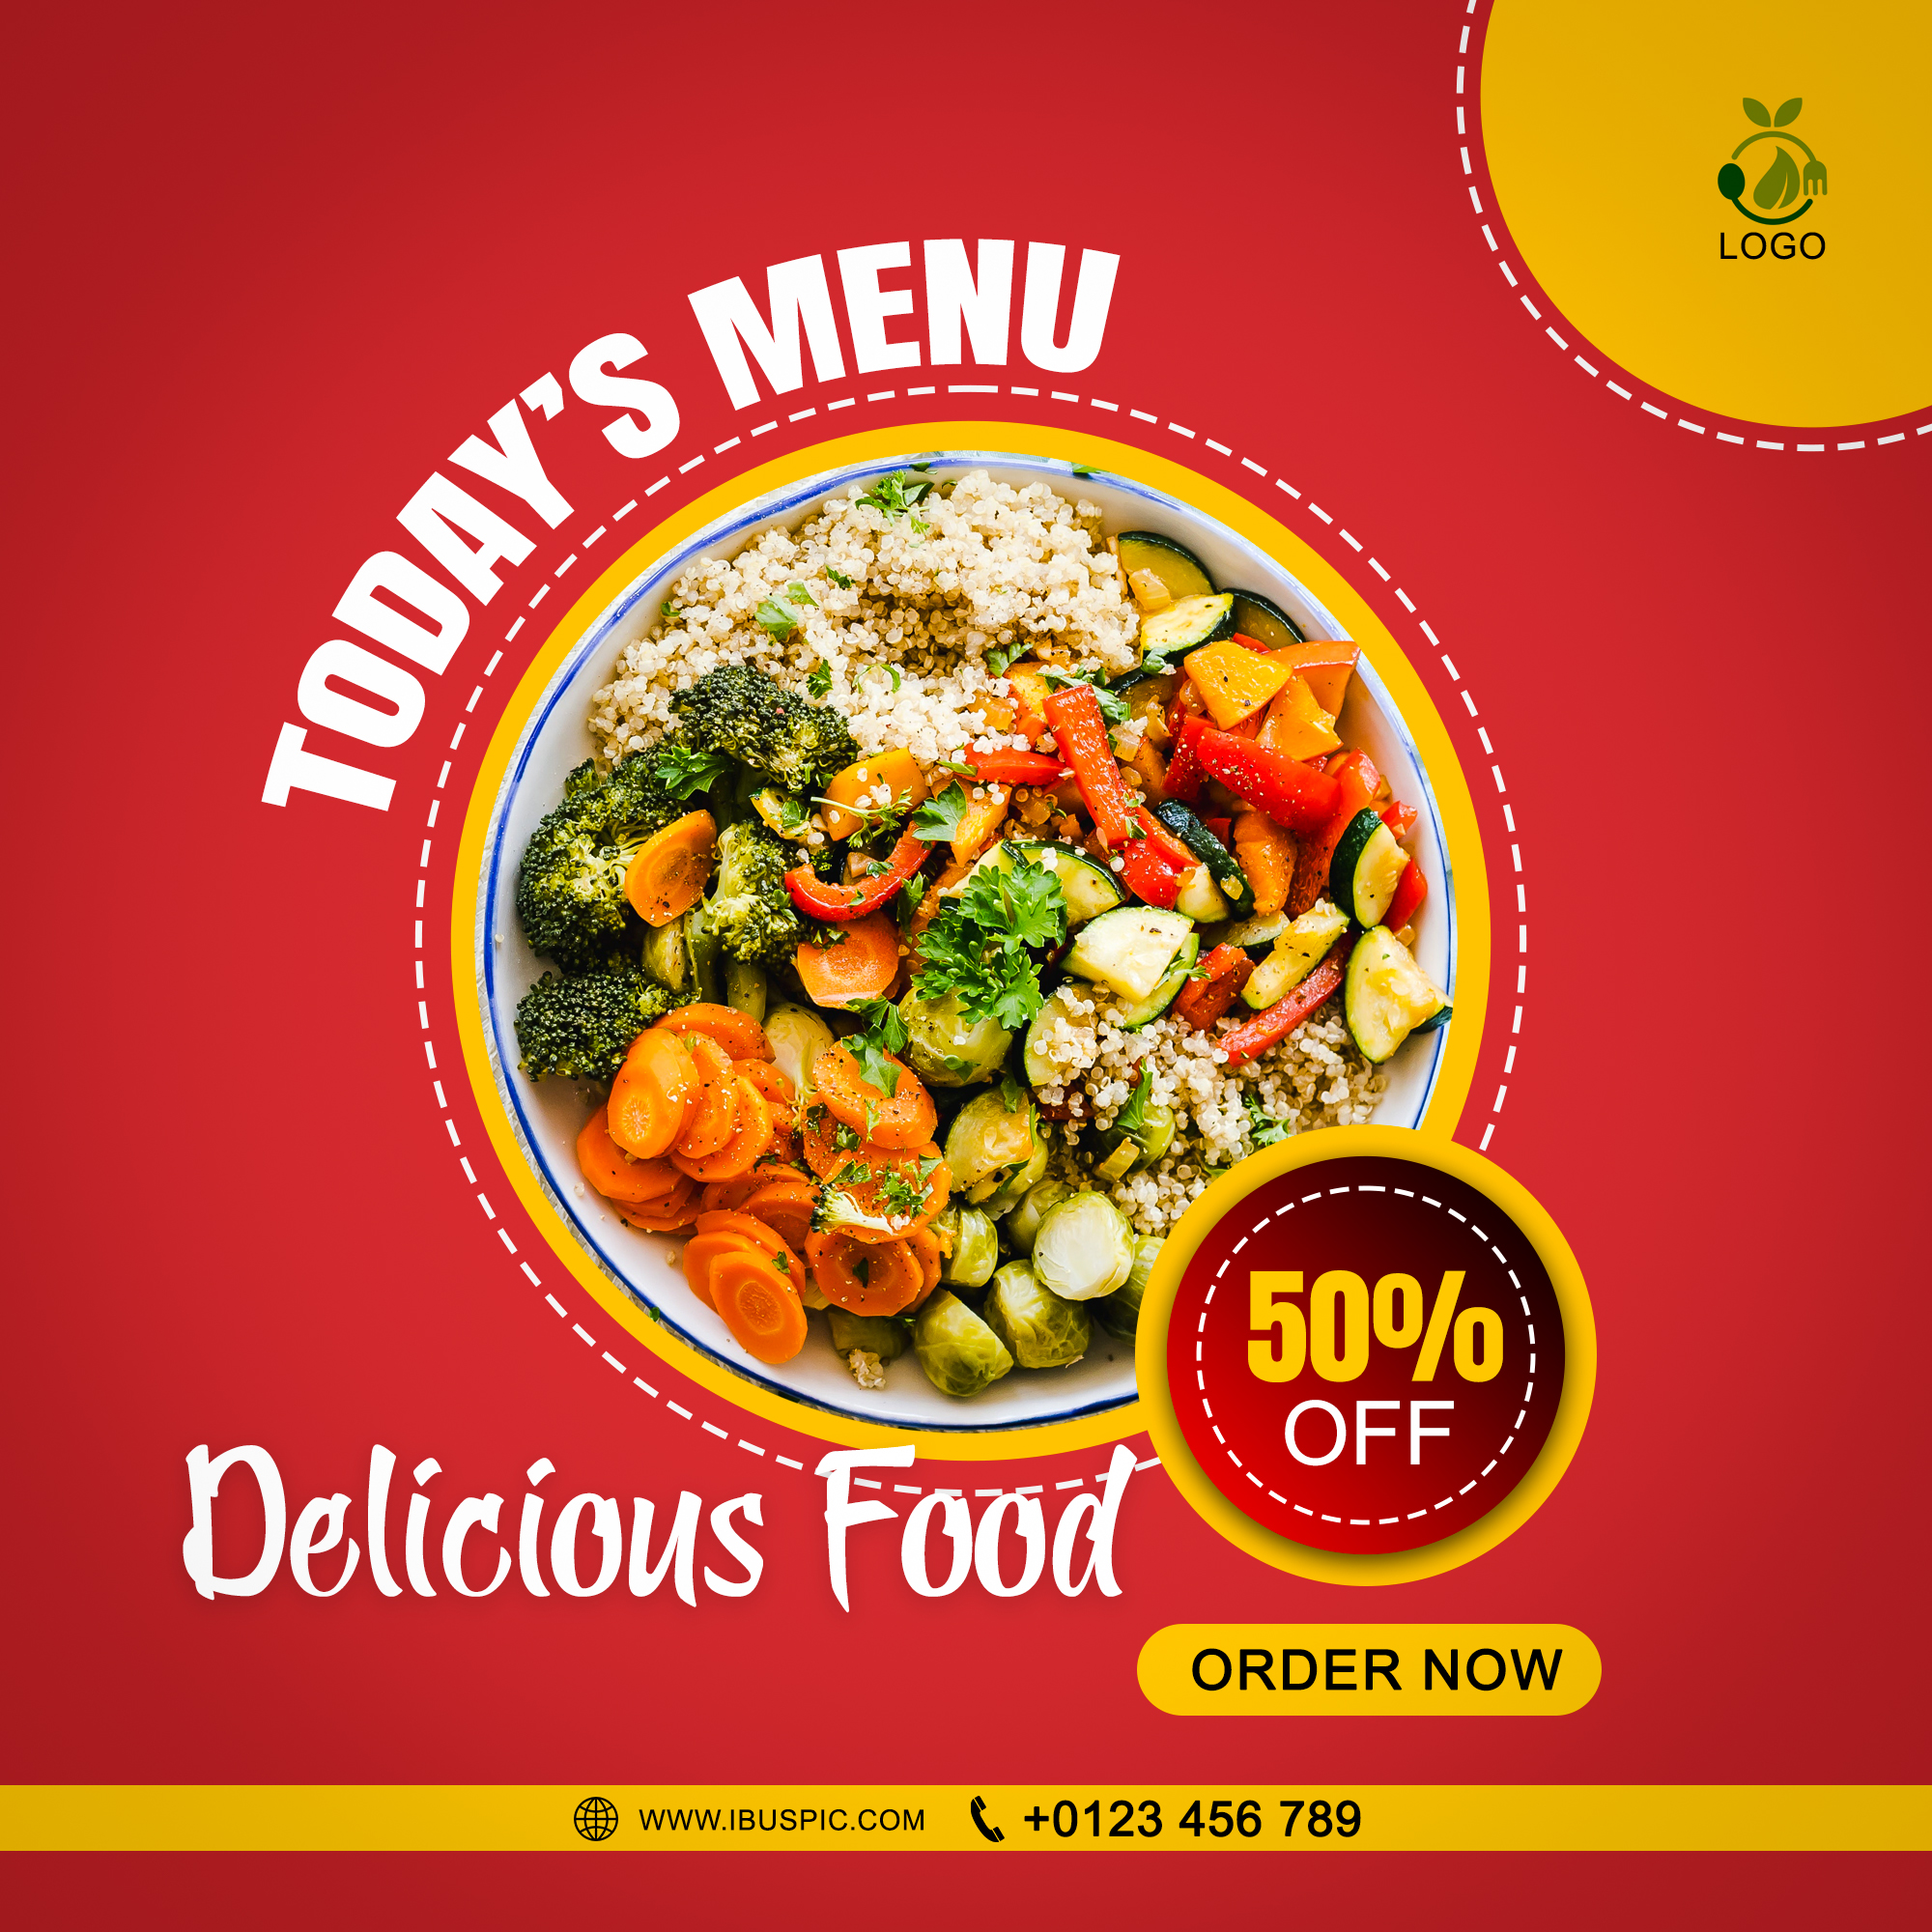 LOGO
TODAY'S MENU
50%
OFF
Delicious Food
ORDER NOW
WWW.IBUSPIC.COM +0123 456 789